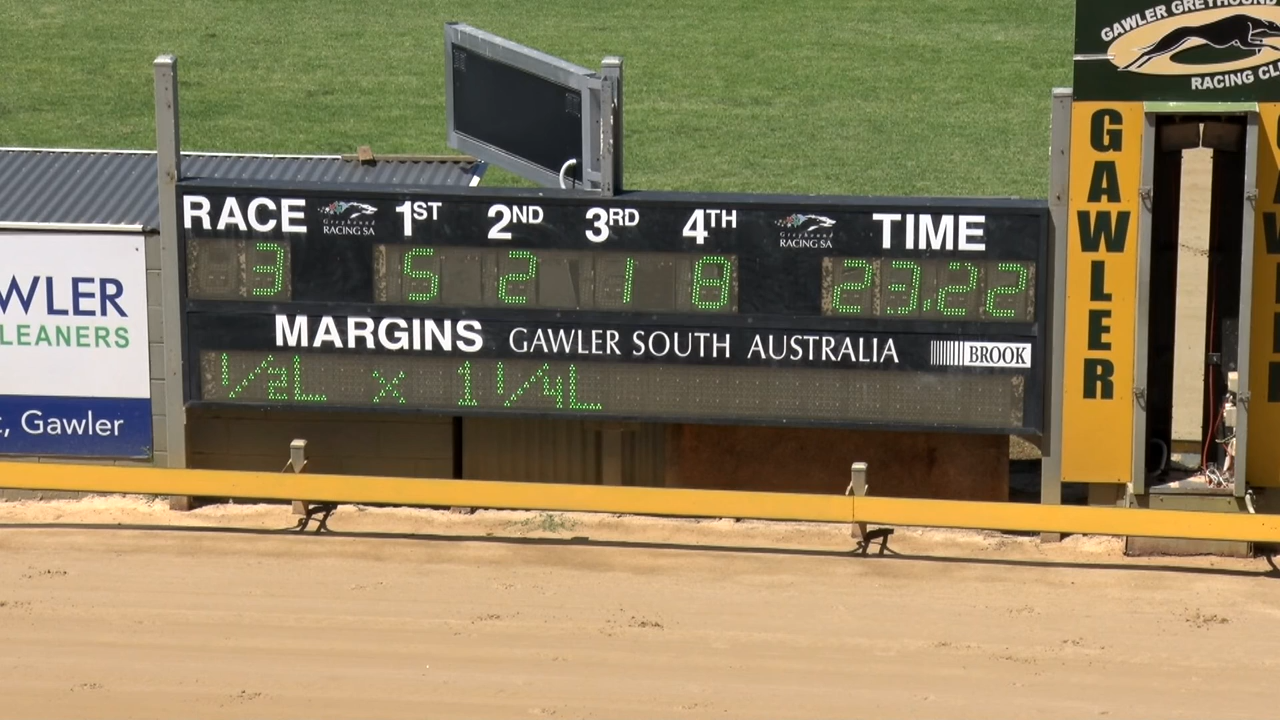 GAWLER GREYHOUND
RACING CL
RACE
Greyhound
RACING SA
1ST
2ND
3RD
4TH
Greyhound
RACING SA
TIME
3
5
2
1
8
23.22
MARGINS
GAWLER SOUTH AUSTRALIA
BROOK
1/2L x 1 1/4L
GAWLER
WLER
LEANERS
, Gawler